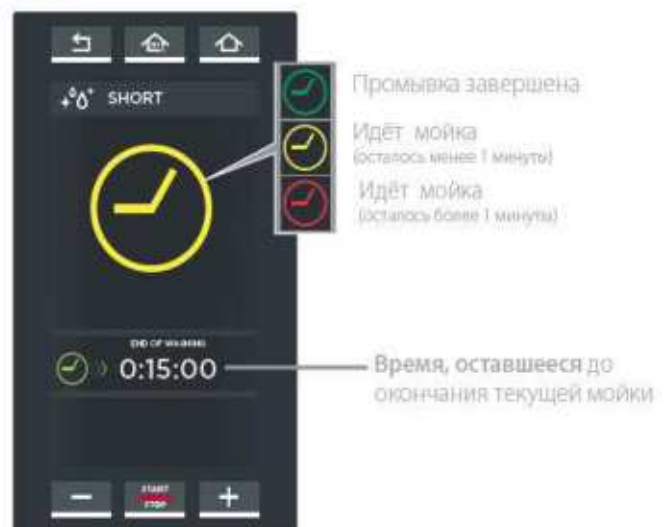 SHORT
Промывка завершена
Идёт мойка
(осталось менее 1 минуты)
Идёт мойка
(осталось более 1 минуты)
END OF WASHING
0:15:00
Время, оставшееся до
окончания текущей мойки
START
STOP